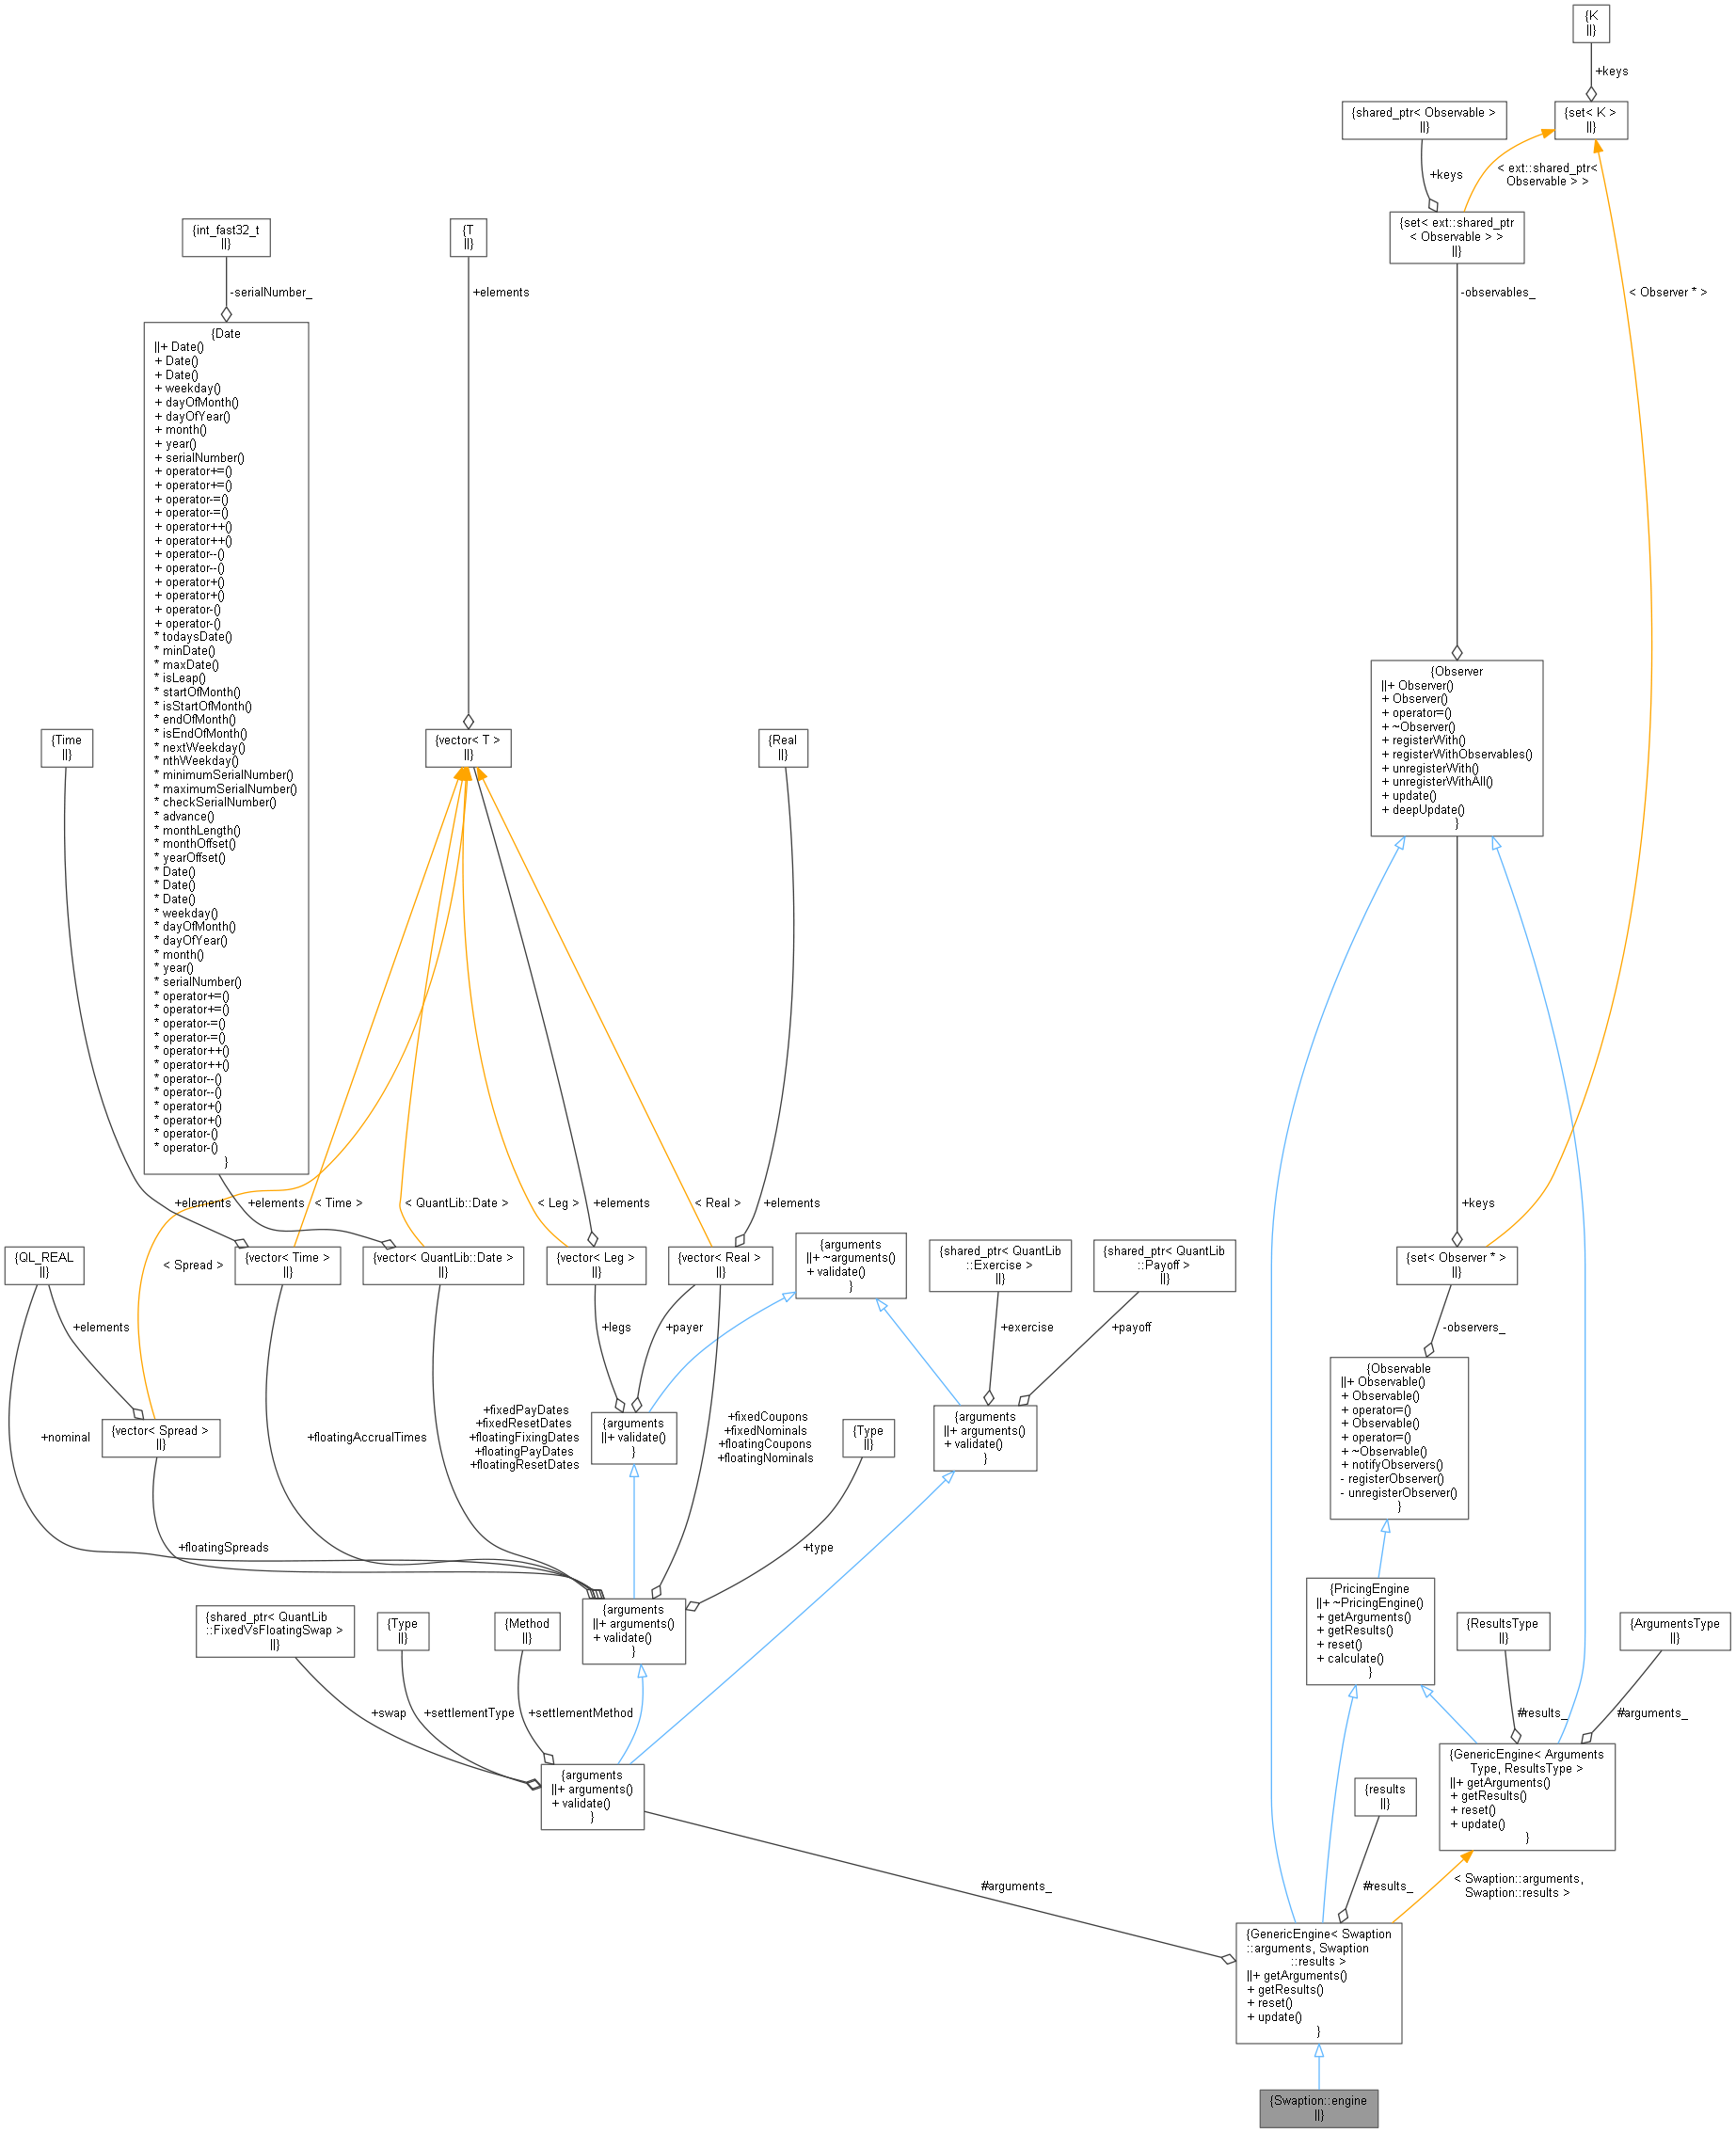 {K
||}
+keys
{shared_ptr< Observable >
||}
{set< K >
||}
+keys
< ext::shared_ptr<
Observable > >
{int_fast32_t
||}
{T
||}
{set< ext::shared_ptr
< Observable > >
||}
-serialNumber_
+elements
-observables_
< Observer * >
{Date
||+ Date()
+ Date()
+ Date()
+ weekday()
+ dayOfMonth()
+ dayOfYear()
+ month()
+ year()
+ serialNumber()
+ operator+=()
+ operator+=()
+ operator-=()
+ operator-=()
+ operator++()
+ operator++()
+ operator--()
+ operator--()
+ operator+()
+ operator+()
+ operator-()
+ operator-()
* todaysDate()
* minDate()
* maxDate()
* isLeap()
* startOfMonth()
* isStartOfMonth()
* endOfMonth()
* isEndOfMonth()
* nextWeekday()
* nthWeekday()
* minimumSerialNumber()
* maximumSerialNumber()
* checkSerialNumber()
* advance()
* monthLength()
* monthOffset()
* yearOffset()
* Date()
* Date()
* Date()
* weekday()
* dayOfMonth()
* dayOfYear()
* month()
* year()
* serialNumber()
* operator+=()
* operator+=()
* operator-=()
* operator-=()
* operator++()
* operator++()
* operator--()
* operator--()
* operator+()
* operator+()
* operator-()
* operator-()
}
{Time
||}
{vector< T >
||}
{Real
||}
{Observer
||+ Observer()
+ Observer()
+ operator=()
+ ~Observer()
+ registerWith()
+ registerWithObservables()
+ unregisterWith()
+ unregisterWithAll()
+ update()
+ deepUpdate()
}
+elements
+elements
< Time >
< QuantLib::Date >
< Leg >
+elements
< Real >
+elements
+keys
{QL_REAL
||}
< Spread >
{vector< Time >
||}
{vector< QuantLib::Date >
||}
{vector< Leg >
||}
{vector< Real >
||}
{arguments
||+ ~arguments()
+ validate()
}
{shared_ptr< QuantLib
::Exercise >
||}
{shared_ptr< QuantLib
::Payoff >
||}
{set< Observer * >
||}
+elements
+legs
+payer
+exercise
+payoff
-observers_
+nominal
{vector< Spread >
||}
+floatingAccrualTimes
+fixedPayDates
+fixedResetDates
+floatingFixingDates
+floatingPayDates
+floatingResetDates
{arguments
||+ validate()
}
+fixedCoupons
+fixedNominals
+floatingCoupons
+floatingNominals
{Type
||}
{arguments
||+ arguments()
+ validate()
}
{Observable
||+ Observable()
+ Observable()
+ operator=()
+ Observable()
+ operator=()
+ ~Observable()
+ notifyObservers()
- registerObserver()
- unregisterObserver()
}
+floatingSpreads
+type
{shared_ptr< QuantLib
::FixedVsFloatingSwap >
||}
{Type
||}
{Method
||}
{arguments
||+ arguments()
+ validate()
}
{PricingEngine
||+ ~PricingEngine()
+ getArguments()
+ getResults()
+ reset()
+ calculate()
}
{ResultsType
||}
{ArgumentsType
||}
+swap
+settlementType
+settlementMethod
#results_
#arguments_
{arguments
||+ arguments()
+ validate()
}
{results
||}
{GenericEngine< Arguments
Type, ResultsType >
||+ getArguments()
+ getResults()
+ reset()
+ update()
}
#arguments_
#results_
< Swaption::arguments,
Swaption::results >
{GenericEngine< Swaption
::arguments, Swaption
::results >
||+ getArguments()
+ getResults()
+ reset()
+ update()
}
{Swaption::engine
||}